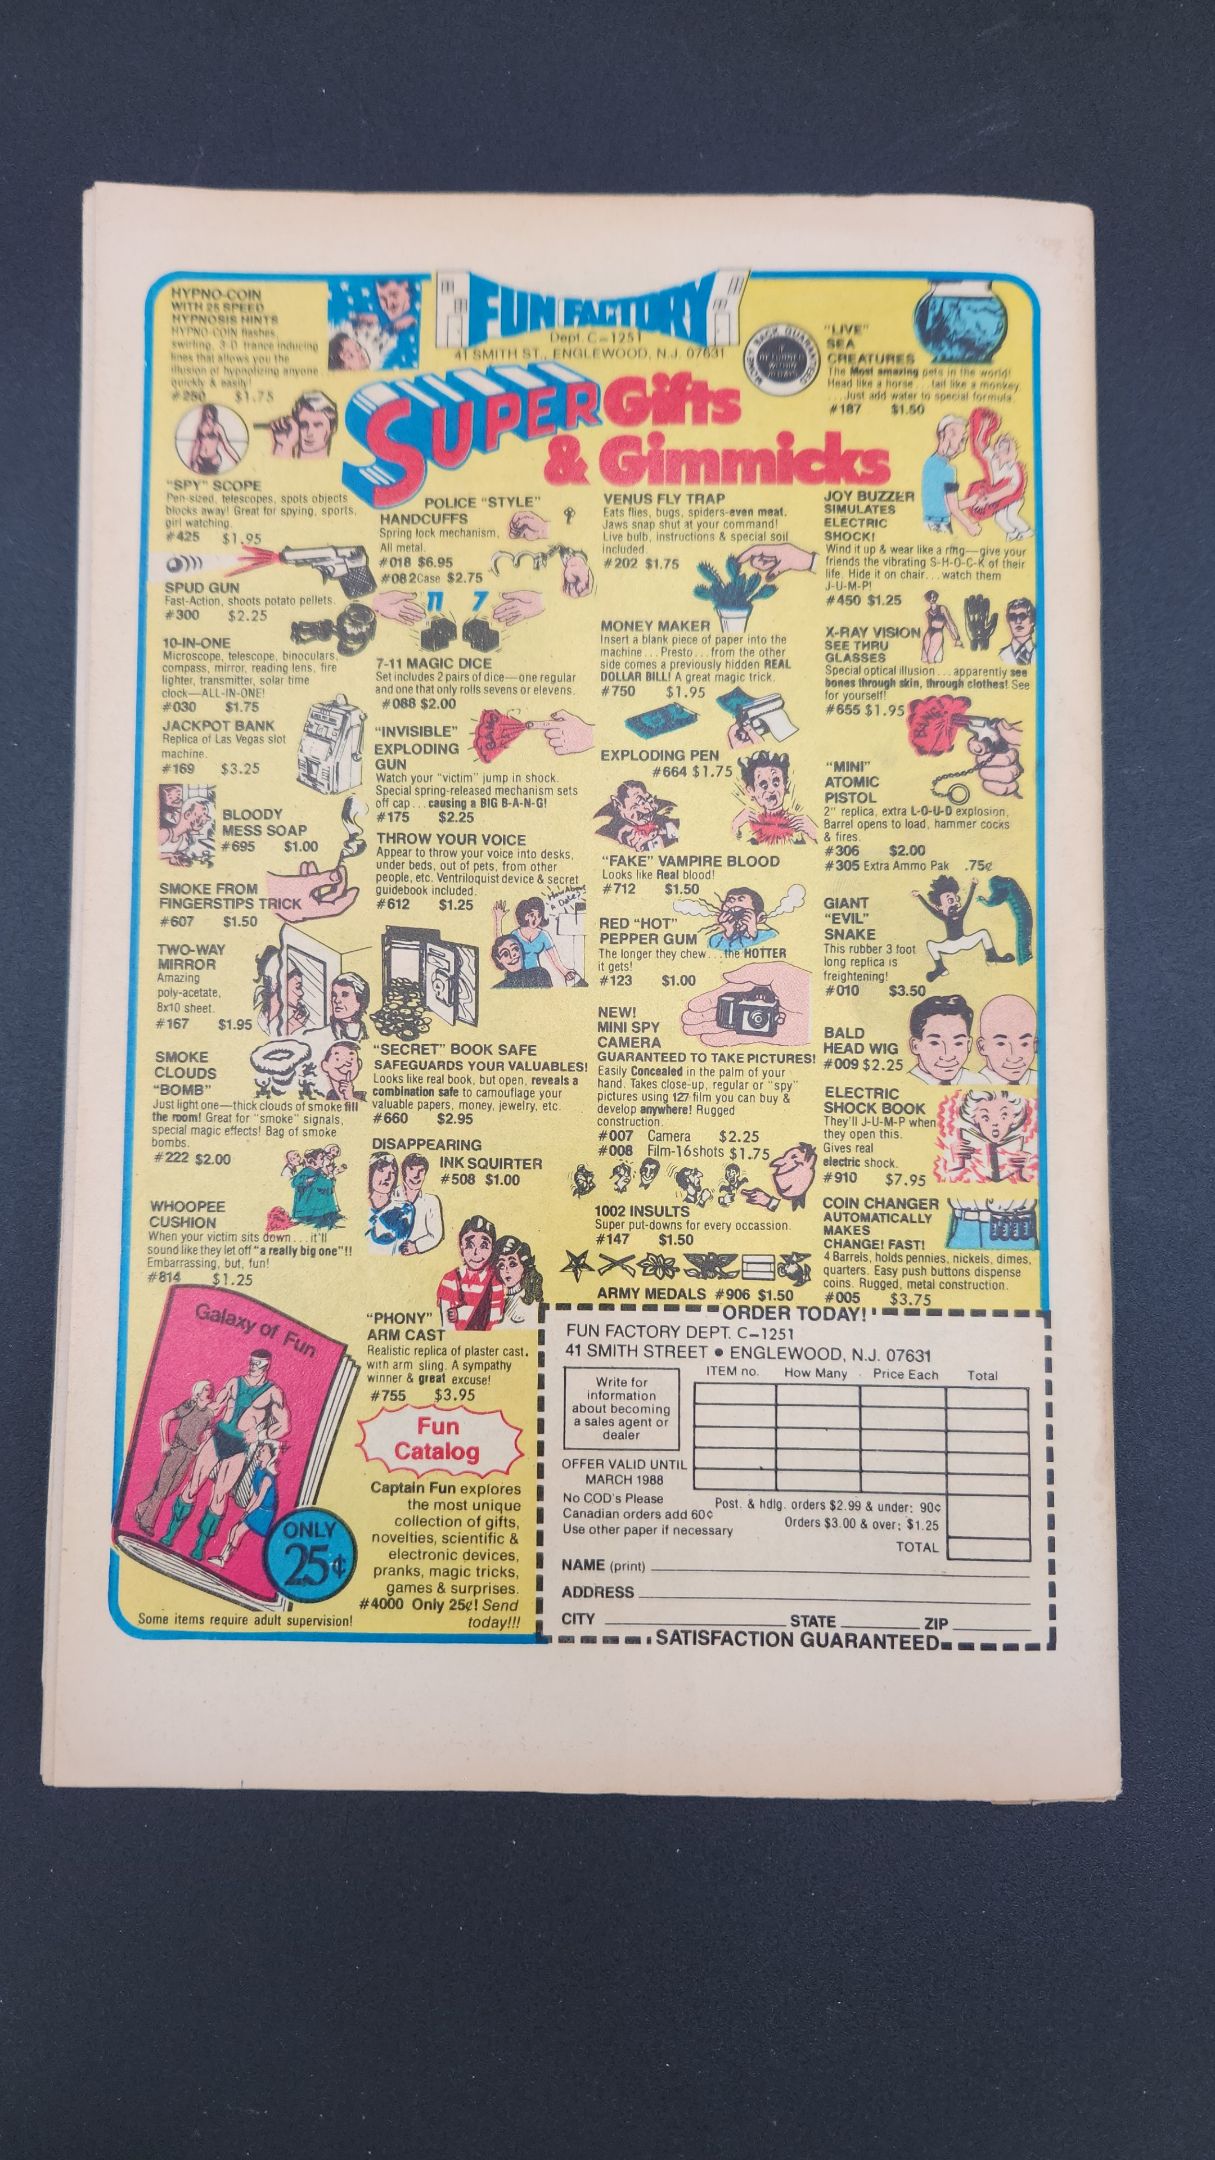 FUN FACTORY
Dept. C-1251
41 SMITH ST., ENGLEWOOD, N.J. 07631
SUPER Gifts
& Gimmicks
MONEY BACK GUARANTEED
HYPNO-COIN
WITH 25 SPEED
HYPNOSIS HINTS
HYPNO-COIN flashes,
swirling, 3-D trance inducing
lines that allows you the
illusion of hypnotizing anyone
quickly & easily!
#250 $1.75
"SPY" SCOPE
Pen-sized, telescopes, spots objects
blocks away! Great for spying, sports,
girl watching.
#425 $1.95
SPUD GUN
Fast-Action, shoots potato pellets.
#300 $2.25
10-IN-ONE
Microscope, telescope, binoculars,
compass, mirror, reading lens, fire
lighter, transmitter, solar time
clock—ALL-IN-ONE!
#030 $1.75
JACKPOT BANK
Replica of Las Vegas slot
machine.
#169 $3.25
BLOODY
MESS SOAP
#695 $1.00
SMOKE FROM
FINGERSTIPS TRICK
#607 $1.50
TWO-WAY
MIRROR
Amazing
poly-acetate,
8x10 sheet.
#167 $1.95
SMOKE
CLOUDS
"BOMB"
Just light one—thick clouds of smoke fill
the room! Great for "smoke" signals,
special magic effects! Bag of smoke
bombs.
#222 $2.00
WHOOPEE
CUSHION
When your victim sits down...it'll
sound like they let off "a really big one"!!
Embarrassing, but, fun!
#814 $1.25
POLICE "STYLE"
HANDCUFFS
Spring lock mechanism,
All metal.
#018 $6.95
#082 Case $2.75
11 7
7-11 MAGIC DICE
Set includes 2 pairs of dice—one regular
and one that only rolls sevens or elevens.
#088 $2.00
"INVISIBLE"
EXPLODING
GUN
BANG
Watch your "victim" jump in shock.
Special spring-released mechanism sets
off cap...causing a BIG B-A-N-G!
#175 $2.25
THROW YOUR VOICE
Appear to throw your voice into desks,
under beds, out of pets, from other
people, etc. Ventriloquist device & secret
guidebook included.
#612 $1.25
How About
A Date?
"SECRET" BOOK SAFE
SAFEGUARDS YOUR VALUABLES!
Looks like real book, but open, reveals a
combination safe to camouflage your
valuable papers, money, jewelry, etc.
#660 $2.95
DISAPPEARING
INK SQUIRTER
#508 $1.00
"PHONY"
ARM CAST
Realistic replica of plaster cast,
with arm sling. A sympathy
winner & great excuse!
#755 $3.95
VENUS FLY TRAP
Eats flies, bugs, spiders-even meat.
Jaws snap shut at your command!
Live bulb, instructions & special soil
included.
#202 $1.75
MONEY MAKER
Insert a blank piece of paper into the
machine...Presto...from the other
side comes a previously hidden REAL
DOLLAR BILL! A great magic trick.
#750 $1.95
EXPLODING PEN
#664 $1.75
"FAKE" VAMPIRE BLOOD
Looks like Real blood!
#712 $1.50
RED "HOT"
PEPPER GUM
The longer they chew...the HOTTER
it gets!
#123 $1.00
NEW!
MINI SPY
CAMERA
GUARANTEED TO TAKE PICTURES!
Easily Concealed in the palm of your
hand. Takes close-up, regular or "spy"
pictures using 127 film you can buy &
develop anywhere! Rugged
construction.
#007 Camera $2.25
#008 Film-16shots $1.75
1002 INSULTS
Super put-downs for every occassion.
#147 $1.50
ARMY MEDALS #906 $1.50
"LIVE"
SEA
CREATURES
The Most amazing pets in the world!
Head like a horse...tail like a monkey.
...Just add water to special formula.
#187 $1.50
JOY BUZZER
SIMULATES
ELECTRIC
SHOCK!
Wind it up & wear like a ring—give your
friends the vibrating S-H-O-C-K of their
life. Hide it on chair...watch them
J-U-M-P!
#450 $1.25
X-RAY VISION
SEE THRU
GLASSES
Special optical illusion...apparently see
bones through skin, through clothes! See
for yourself!
#655 $1.95
BANG
"MINI"
ATOMIC
PISTOL
2" replica, extra L-O-U-D explosion.
Barrel opens to load, hammer cocks
& fires.
#306 $2.00
#305 Extra Ammo Pak .75¢
GIANT
"EVIL"
SNAKE
This rubber 3 foot
long replica is
freightening!
#010 $3.50
BALD
HEAD WIG
#009 $2.25
ELECTRIC
SHOCK BOOK
They'll J-U-M-P when
they open this.
Gives real
electric shock.
#910 $7.95
COIN CHANGER
AUTOMATICALLY
MAKES
CHANGE! FAST!
4 Barrels, holds pennies, nickels, dimes,
quarters. Easy push buttons dispense
coins. Rugged, metal construction.
#005 $3.75
Galaxy of Fun
ONLY
25¢
Some items require adult supervision!
Fun
Catalog
Captain Fun explores
the most unique
collection of gifts,
novelties, scientific &
electronic devices,
pranks, magic tricks,
games & surprises.
#4000 Only 25¢! Send
today!!!
ORDER TODAY!
FUN FACTORY DEPT. C-1251
41 SMITH STREET • ENGLEWOOD, N.J. 07631
Write for
information
about becoming
a sales agent or
dealer
ITEM no. How Many Price Each Total
OFFER VALID UNTIL
MARCH 1988
No COD's Please
Canadian orders add 60¢
Use other paper if necessary
Post. & hdlg. orders $2.99 & under: 90¢
Orders $3.00 & over: $1.25
TOTAL
NAME (print)
ADDRESS
CITY STATE ZIP
SATISFACTION GUARANTEED